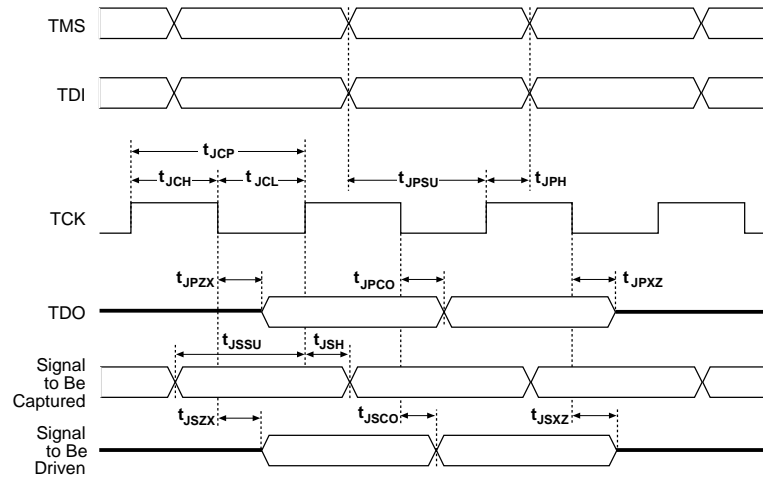 TMS
TDI
tJCP
tJCH
tJCL
tJPSU
tJPH
TCK
tJPZX
tJPCO
tJPXZ
TDO
tJSSU
tJSH
Signal
to Be
Captured
tJSZX
tJSCO
tJSXZ
Signal
to Be
Driven